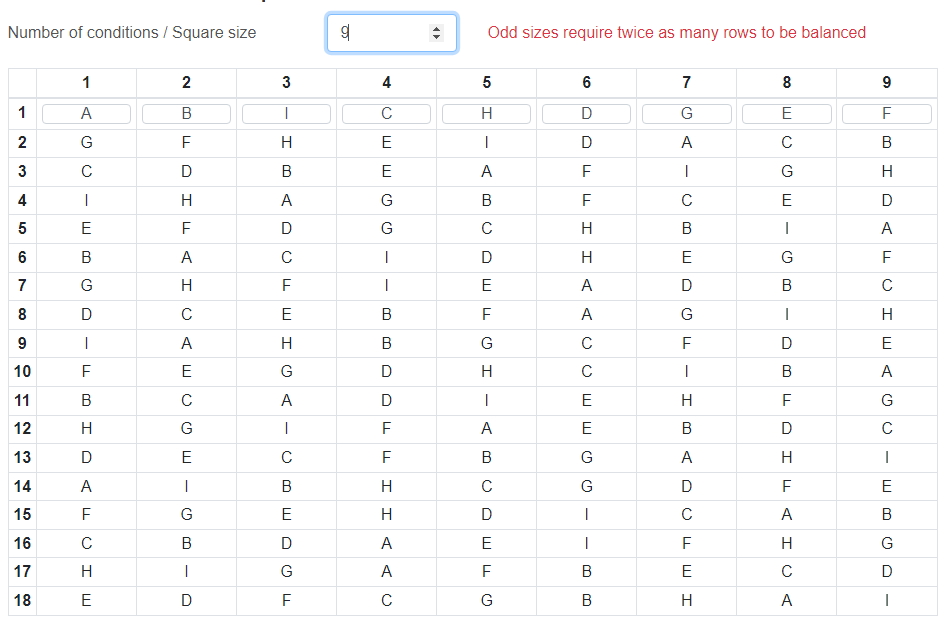 Number of conditions / Square size 9 Odd sizes require twice as many rows to be balanced
1 2 3 4 5 6 7 8 9
1 A B I C H D G E F
2 G F H E I D A C B
3 C D B E A F I G H
4 I H A G B F C E D
5 E F D G C H B I A
6 B A C I D H E G F
7 G H F I E A D B C
8 D C E B F A G I H
9 I A H B G C F D E
10 F E G D H C I B A
11 B C A D I E H F G
12 H G I F A E B D C
13 D E C F B G A H I
14 A I B H C G D F E
15 F G E H D I C A B
16 C B D A E I F H G
17 H I G A F B E C D
18 E D F C G B H A I